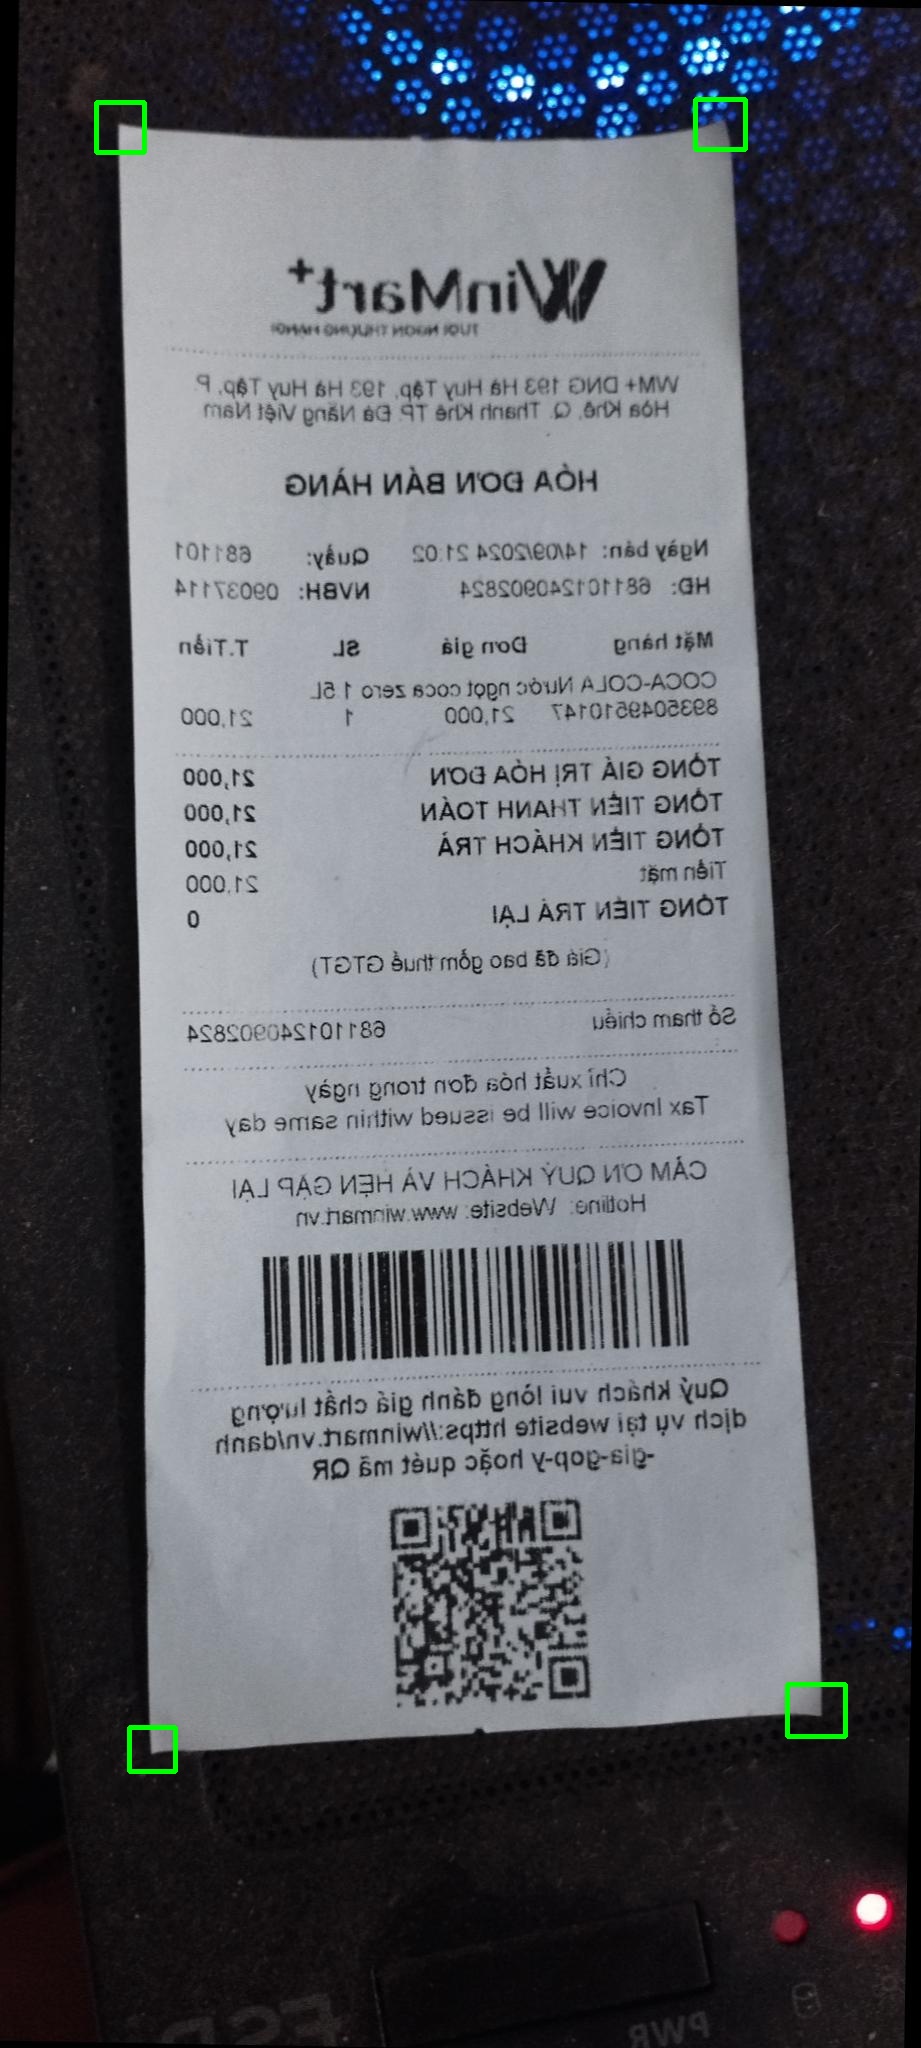 WinMart+
TƯƠI NGON THƯỢNG HẠNG!
WM+ DNG 193 Hà Huy Tập, 193 Hà Huy Tập, P.
Hòa Khê, Q. Thanh Khê TP. Đà Nẵng Việt Nam
HÓA ĐƠN BÁN HÀNG
Ngày bán: 14/09/2024 21:02 Quầy: 681101
HĐ: 68110124090282​4 NVBH: 09037114
Mặt hàng Đơn giá SL T.Tiền
COCA-COLA Nước ngọt coca zero 1.5L
8935049510147 21,000 1 21,000
TỔNG GIÁ TRỊ HÓA ĐƠN 21,000
TỔNG TIỀN THANH TOÁN 21,000
TỔNG TIỀN KHÁCH TRẢ 21,000
Tiền mặt 21,000
TỔNG TIỀN TRẢ LẠI 0
(Giá đã bao gồm thuế GTGT)
Số tham chiếu 681101240902824
Chỉ xuất hóa đơn trong ngày
Tax Invoice will be issued within same day
CẢM ƠN QUÝ KHÁCH VÀ HẸN GẶP LẠI
Hotline: Website: www.winmart.vn
Quý khách vui lòng đánh giá chất lượng
dịch vụ tại website https://winmart.vn/danh
-gia-gop-y hoặc quét mã QR
PWR